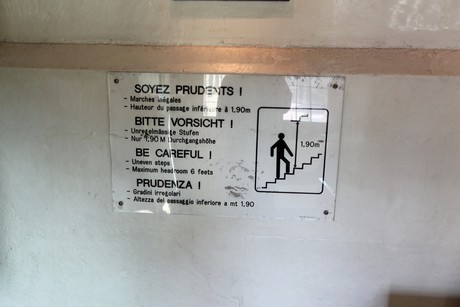 SOYEZ PRUDENTS !
- Marches inégales
- Hauteur du passage inférieure à 1,90m
BITTE VORSICHT !
- Unregelmässige Stufen
- Nur 1,90 M Durchgangshöhe
BE CAREFUL !
- Uneven steps
- Maximum headroom 6 feets
PRUDENZA !
- Gradini irregolari
- Altezza del passaggio inferiore a mt 1,90
1,90m